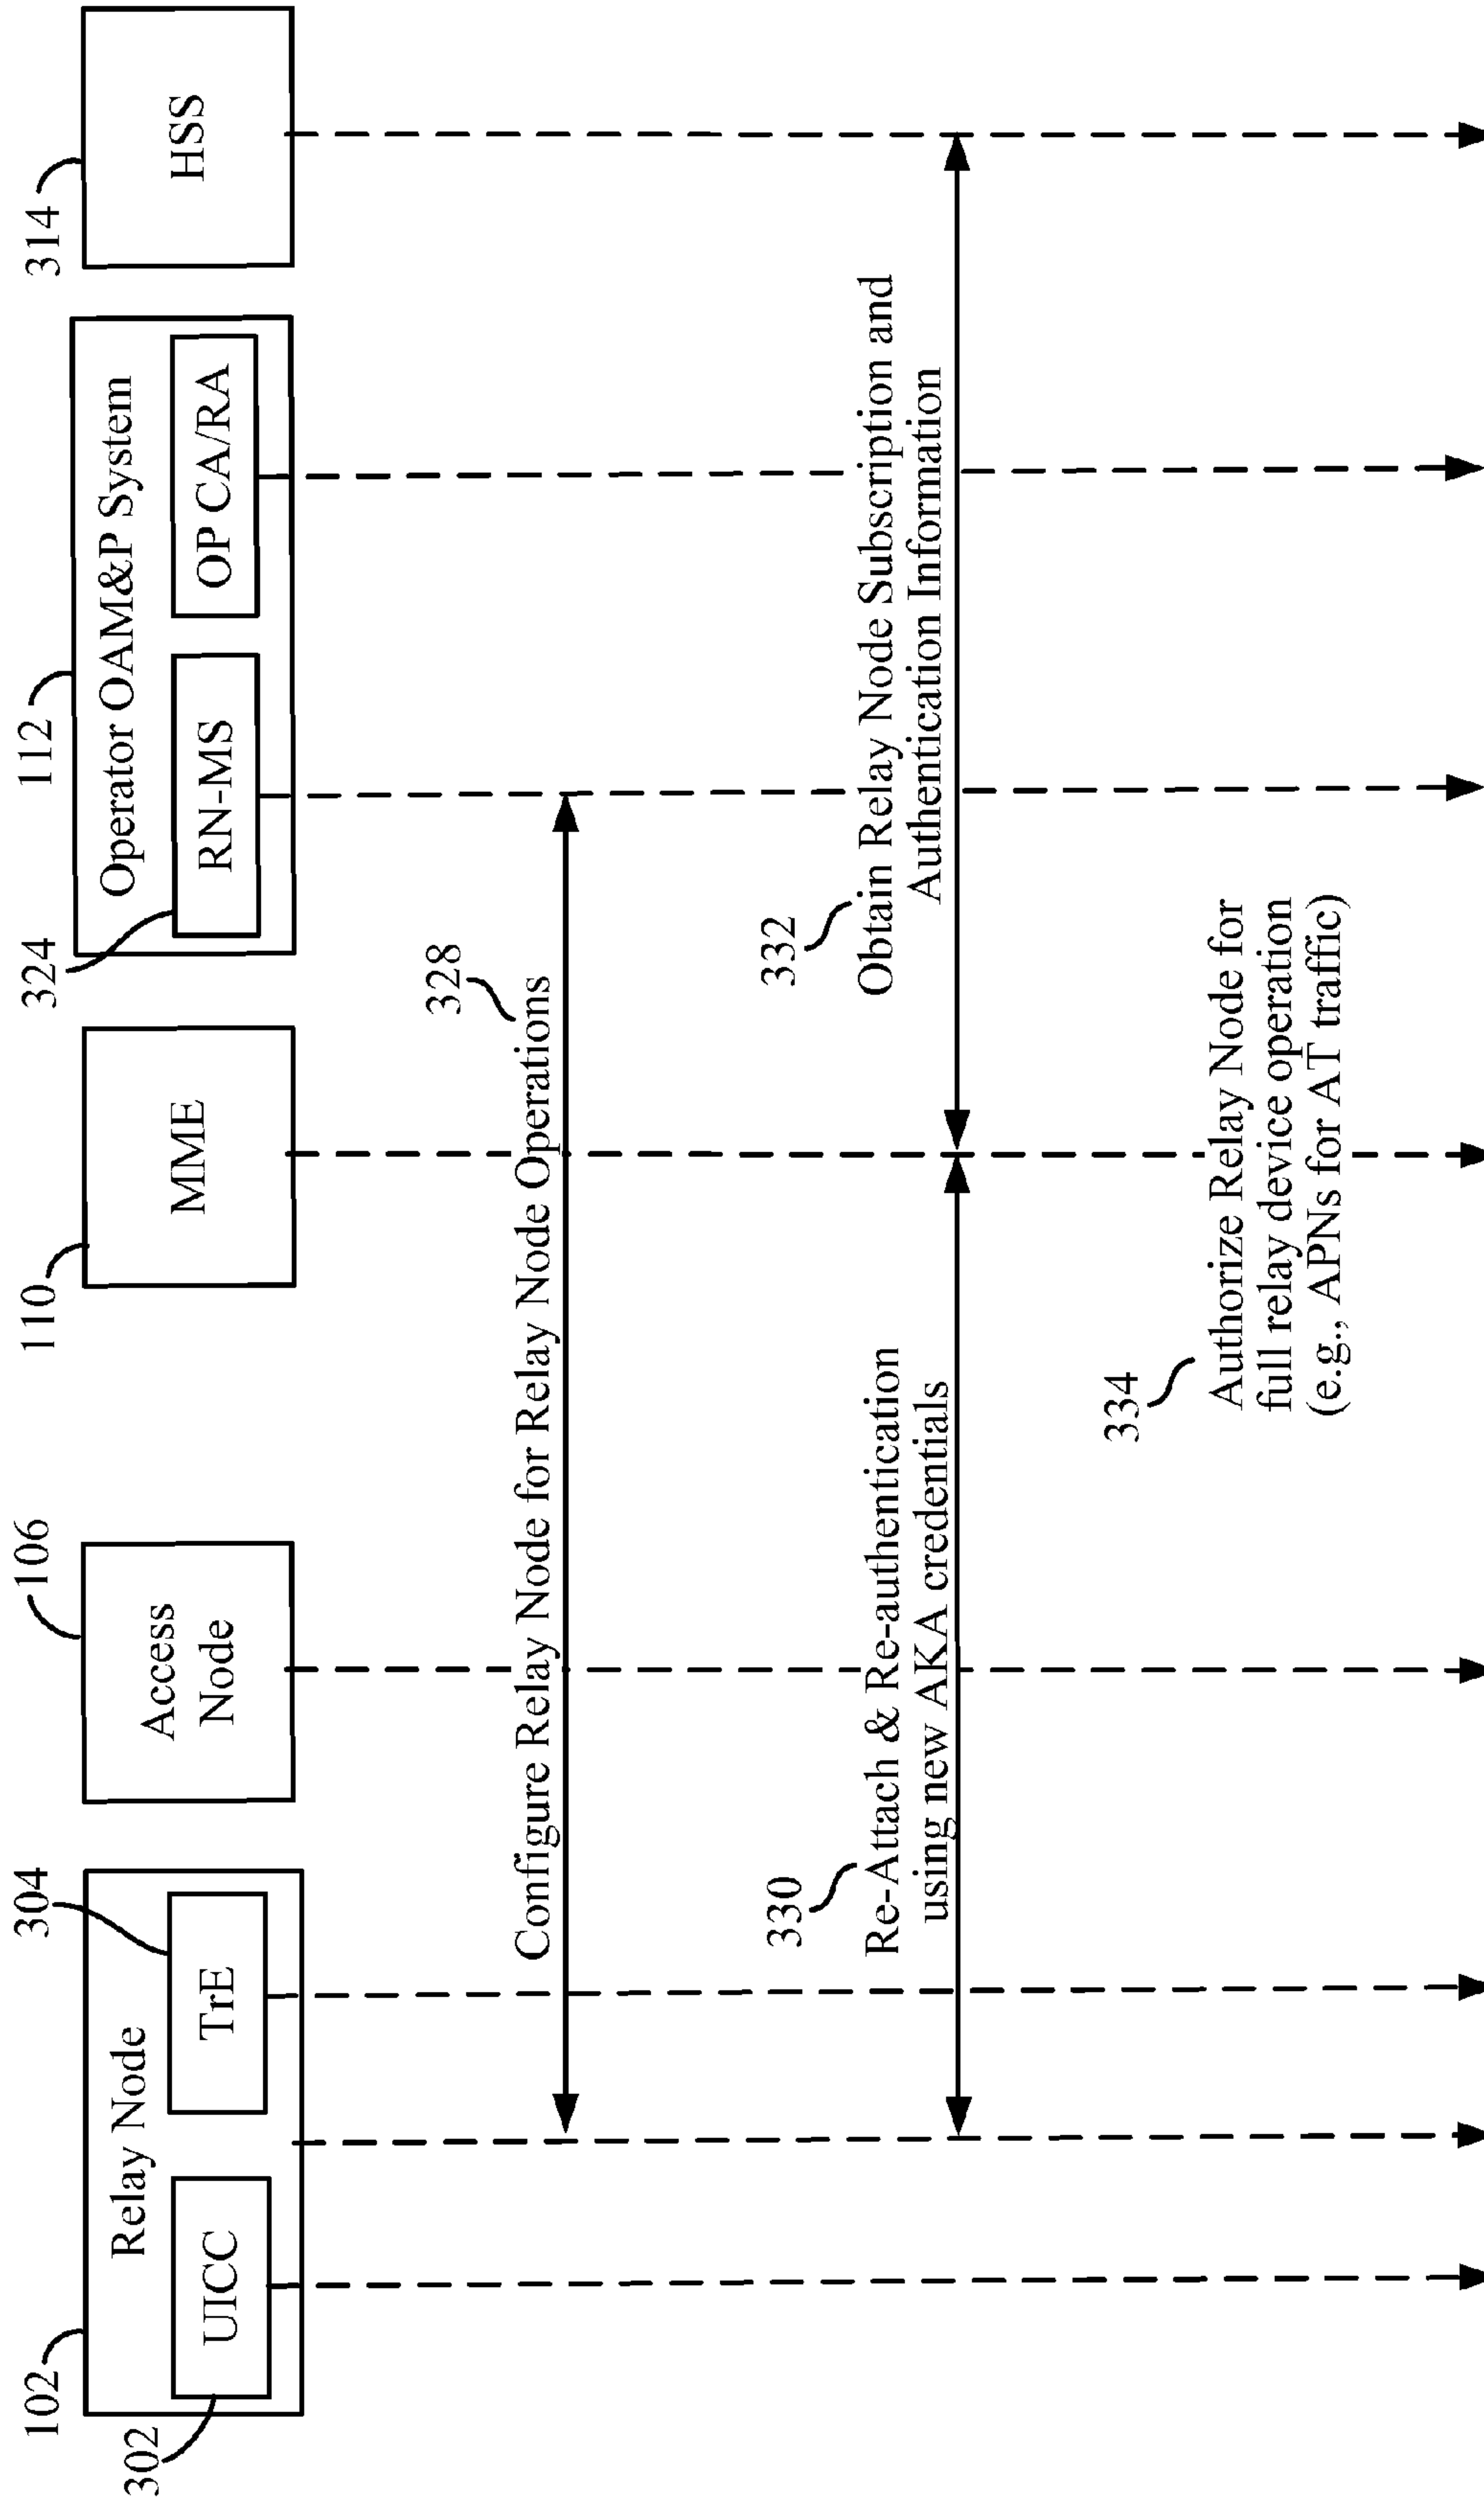 102
302
Relay Node
UICC
304
TrE
106
Access
Node
110
MME
112
324
Operator OAM&P System
RN-MS
OP CA/RA
314
HSS
328
Configure Relay Node for Relay Node Operations
330
Re-Attach & Re-authentication
using new AKA credentials
332
Obtain Relay Node Subscription and
Authentication Information
334
Authorize Relay Node for
full relay device operation
(e.g., APNs for AT traffic)